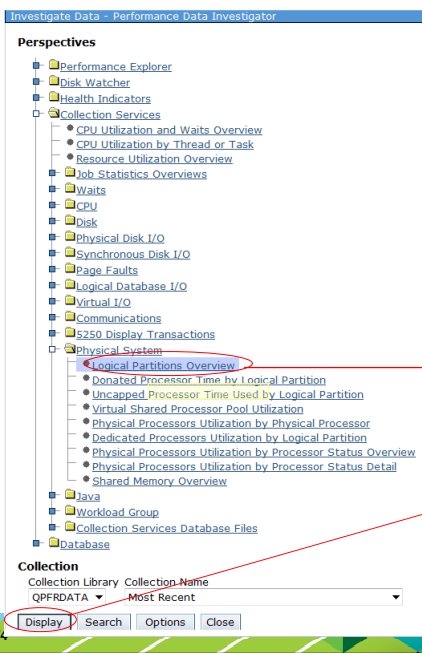 Investigate Data - Performance Data Investigator
Perspectives
Performance Explorer
Disk Watcher
Health Indicators
Collection Services
CPU Utilization and Waits Overview
CPU Utilization by Thread or Task
Resource Utilization Overview
Job Statistics Overviews
Waits
CPU
Disk
Physical Disk I/O
Synchronous Disk I/O
Page Faults
Logical Database I/O
Virtual I/O
Communications
5250 Display Transactions
Physical System
Logical Partitions Overview
Donated Processor Time by Logical Partition
Uncapped Processor Time Used by Logical Partition
Virtual Shared Processor Pool Utilization
Physical Processors Utilization by Physical Processor
Dedicated Processors Utilization by Logical Partition
Physical Processors Utilization by Processor Status Overview
Physical Processors Utilization by Processor Status Detail
Shared Memory Overview
Java
Workload Group
Collection Services Database Files
Database
Collection
Collection Library Collection Name
QPFRDATA Most Recent
Display Search Options Close
4